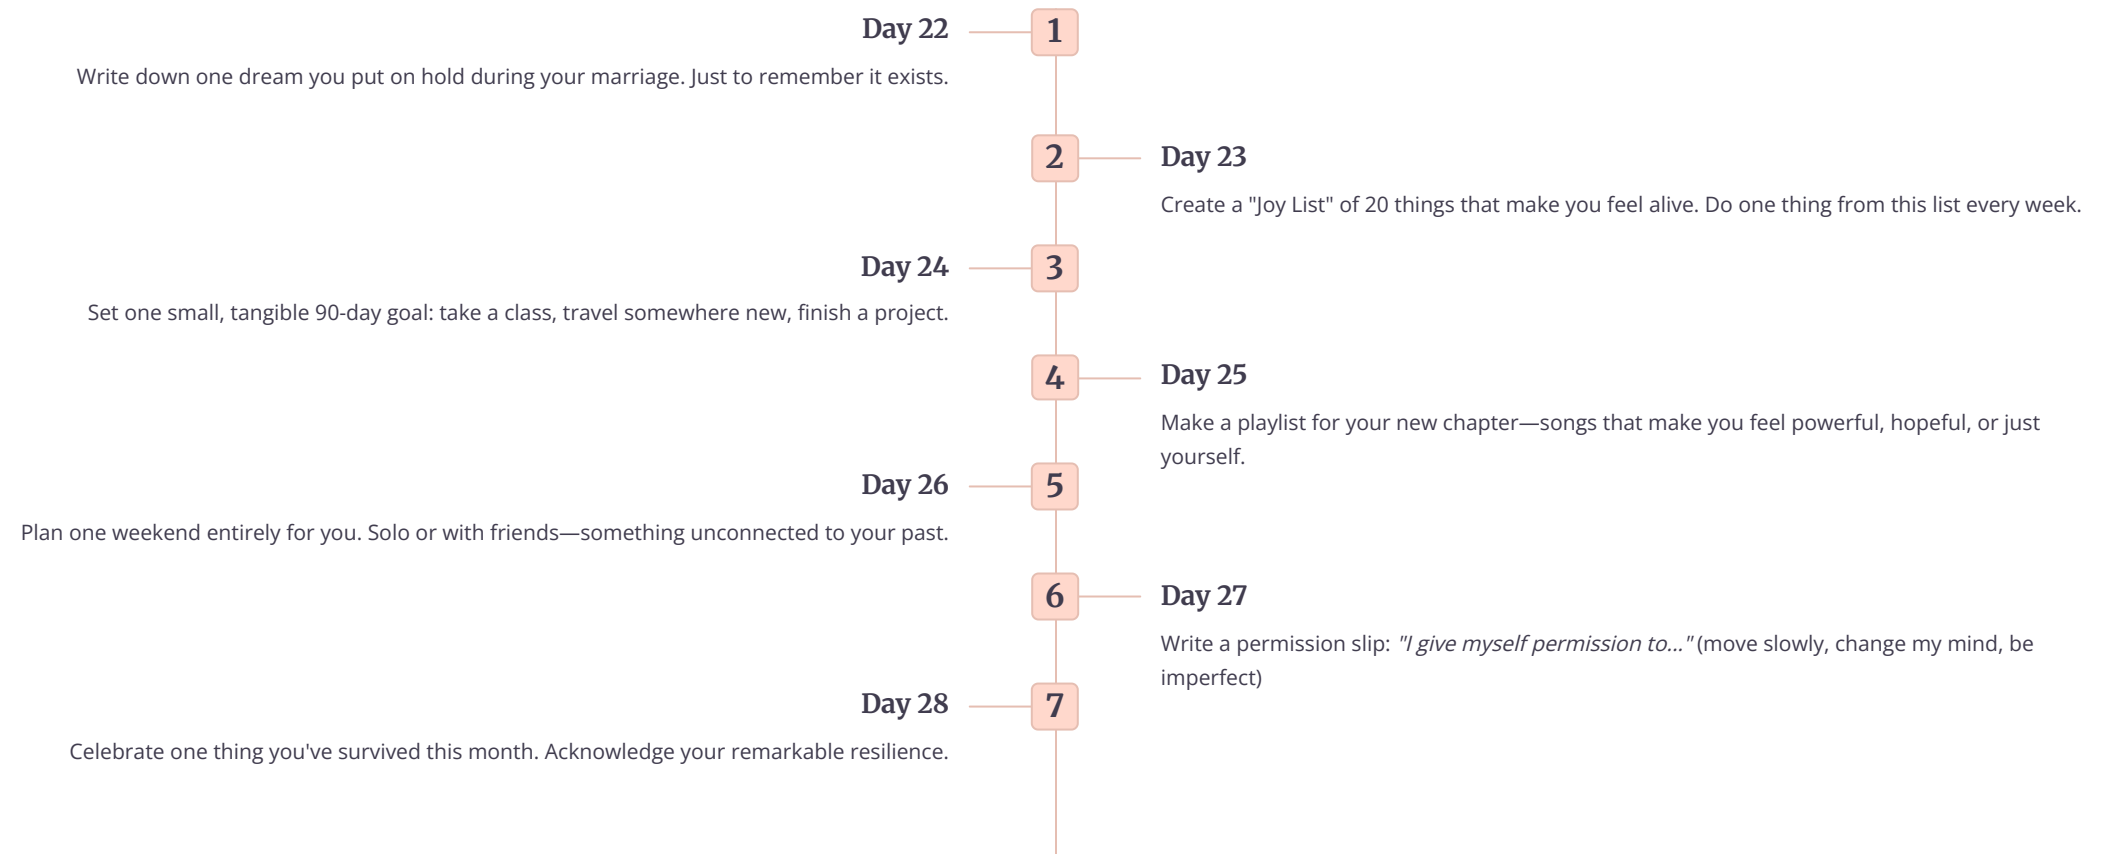 Day 22
1
Write down one dream you put on hold during your marriage. Just to remember it exists.
2
Day 23
Create a "Joy List" of 20 things that make you feel alive. Do one thing from this list every week.
Day 24
3
Set one small, tangible 90-day goal: take a class, travel somewhere new, finish a project.
4
Day 25
Make a playlist for your new chapter—songs that make you feel powerful, hopeful, or just
yourself.
Day 26
5
Plan one weekend entirely for you. Solo or with friends—something unconnected to your past.
6
Day 27
Write a permission slip: "I give myself permission to..." (move slowly, change my mind, be
imperfect)
Day 28
7
Celebrate one thing you've survived this month. Acknowledge your remarkable resilience.